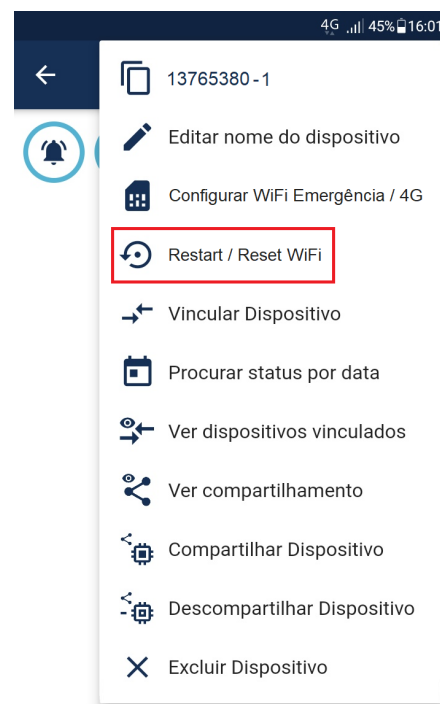 4G 45% 16:01
13765380-1
Editar nome do dispositivo
Configurar WiFi Emergência / 4G
Restart / Reset WiFi
Vincular Dispositivo
Procurar status por data
Ver dispositivos vinculados
Ver compartilhamento
Compartilhar Dispositivo
Descompartilhar Dispositivo
Excluir Dispositivo